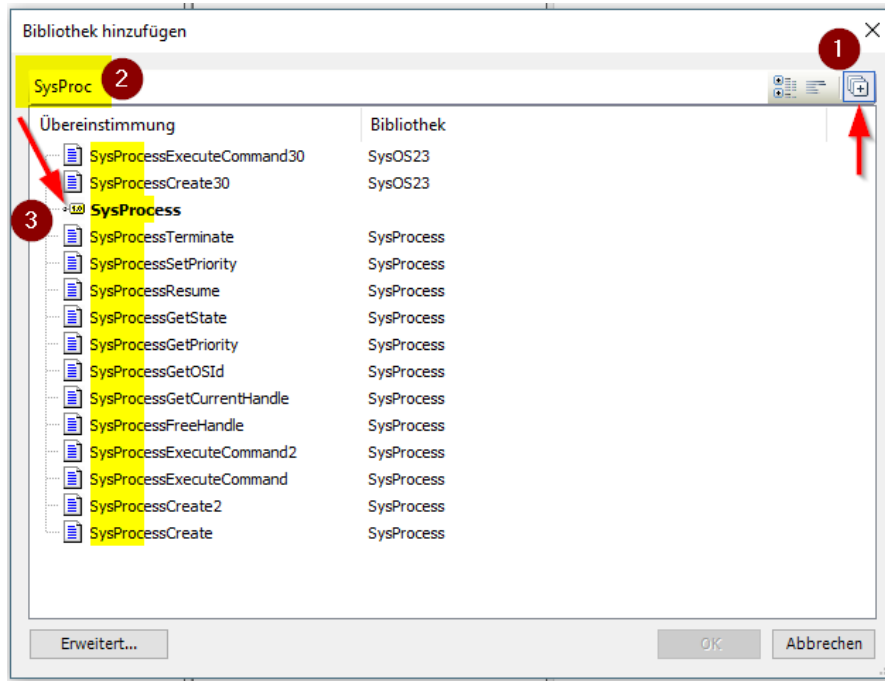 Bibliothek hinzufügen
1
SysProc 2
Übereinstimmung Bibliothek
SysProcessExecuteCommand30 SysOS23
SysProcessCreate30 SysOS23
3 1.0 SysProcess
SysProcessTerminate SysProcess
SysProcessSetPriority SysProcess
SysProcessResume SysProcess
SysProcessGetState SysProcess
SysProcessGetPriority SysProcess
SysProcessGetOSId SysProcess
SysProcessGetCurrentHandle SysProcess
SysProcessFreeHandle SysProcess
SysProcessExecuteCommand2 SysProcess
SysProcessExecuteCommand SysProcess
SysProcessCreate2 SysProcess
SysProcessCreate SysProcess
Erweitert... OK Abbrechen